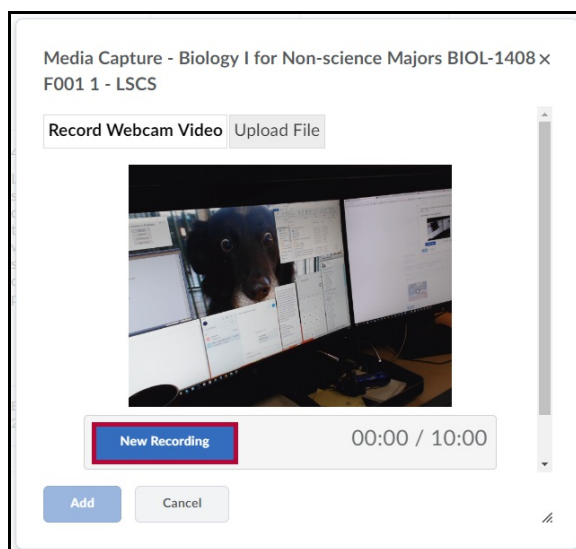 Media Capture - Biology I for Non-science Majors BIOL-1408 ×
F001 1 - LSCS
Record Webcam Video Upload File
New Recording 00:00 / 10:00
Add Cancel